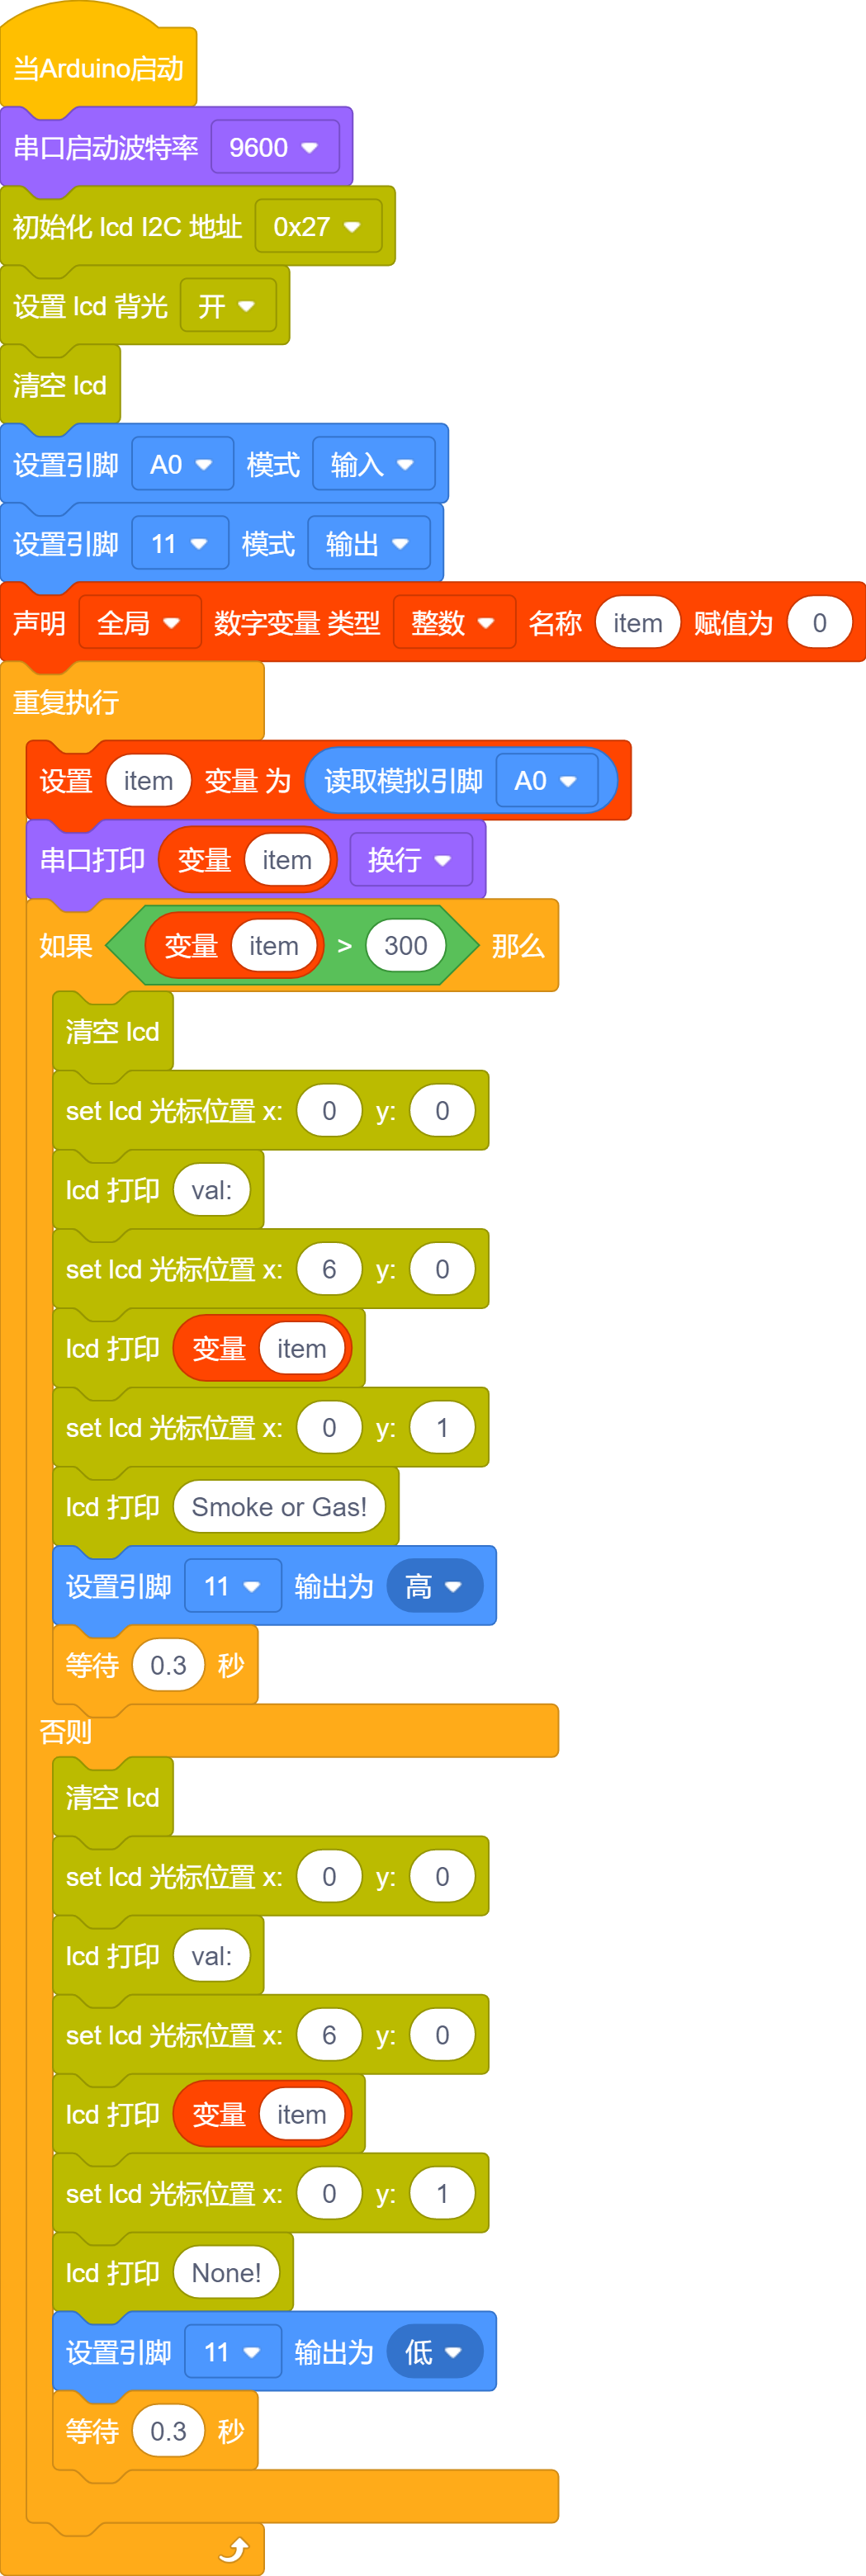 当Arduino启动
串口启动波特率 9600
初始化 lcd I2C 地址 0x27
设置 lcd 背光 开
清空 lcd
设置引脚 A0 模式 输入
设置引脚 11 模式 输出
声明 全局 数字变量 类型 整数 名称 item 赋值为 0
重复执行
设置 item 变量 为 读取模拟引脚 A0
串口打印 变量 item 换行
如果 变量 item > 300 那么
清空 lcd
set lcd 光标位置 x: 0 y: 0
lcd 打印 val:
set lcd 光标位置 x: 6 y: 0
lcd 打印 变量 item
set lcd 光标位置 x: 0 y: 1
lcd 打印 Smoke or Gas!
设置引脚 11 输出为 高
等待 0.3 秒
否则
清空 lcd
set lcd 光标位置 x: 0 y: 0
lcd 打印 val:
set lcd 光标位置 x: 6 y: 0
lcd 打印 变量 item
set lcd 光标位置 x: 0 y: 1
lcd 打印 None!
设置引脚 11 输出为 低
等待 0.3 秒